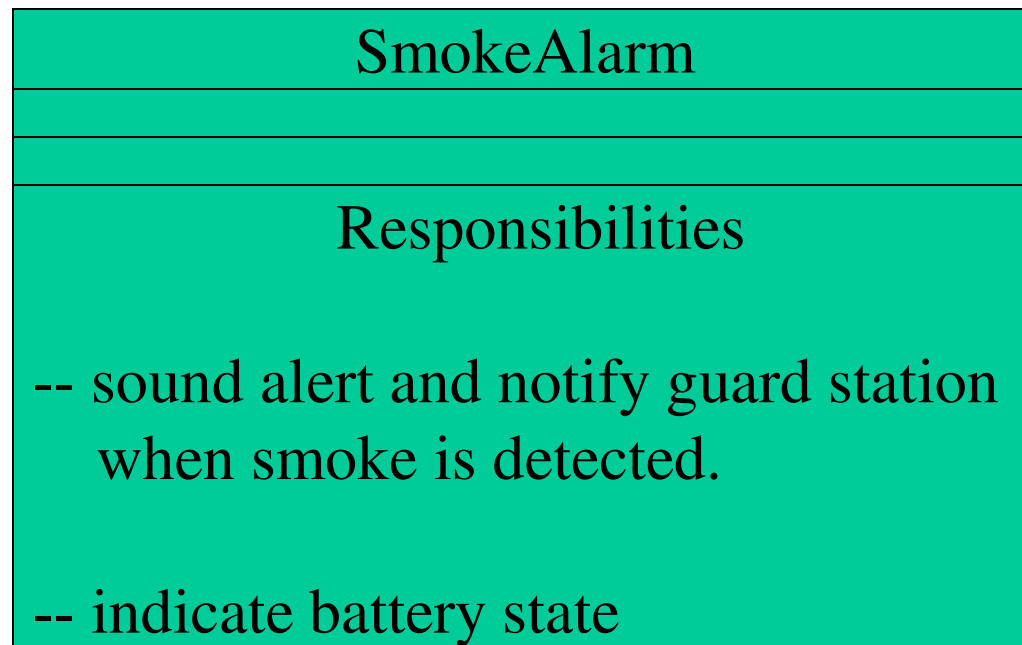 SmokeAlarm
Responsibilities
-- sound alert and notify guard station
when smoke is detected.
-- indicate battery state